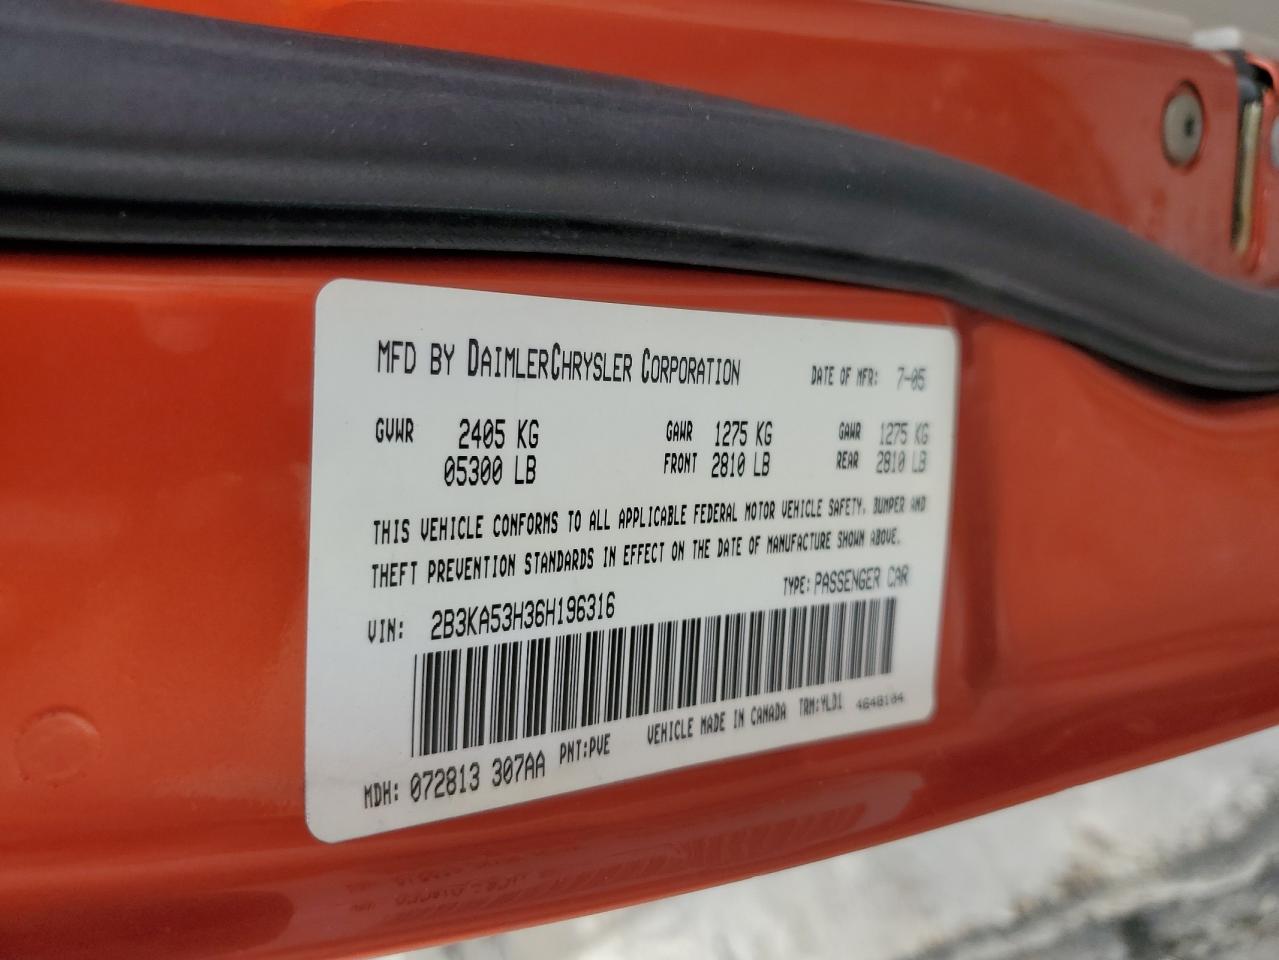 MFD BY DAIMLERCHRYSLER CORPORATION DATE OF MFR: 7-05
GVWR 2405 KG GAWR 1275 KG GAWR 1275 KG
05300 LB FRONT 2810 LB REAR 2810 LB
THIS VEHICLE CONFORMS TO ALL APPLICABLE FEDERAL MOTOR VEHICLE SAFETY, BUMPER AND
THEFT PREVENTION STANDARDS IN EFFECT ON THE DATE OF MANUFACTURE SHOWN ABOVE.
VIN: 2B3KA53H36H196316 TYPE: PASSENGER CAR
MDH: 072813 307AA PNT:PVE VEHICLE MADE IN CANADA TRM:YLD1 4648104